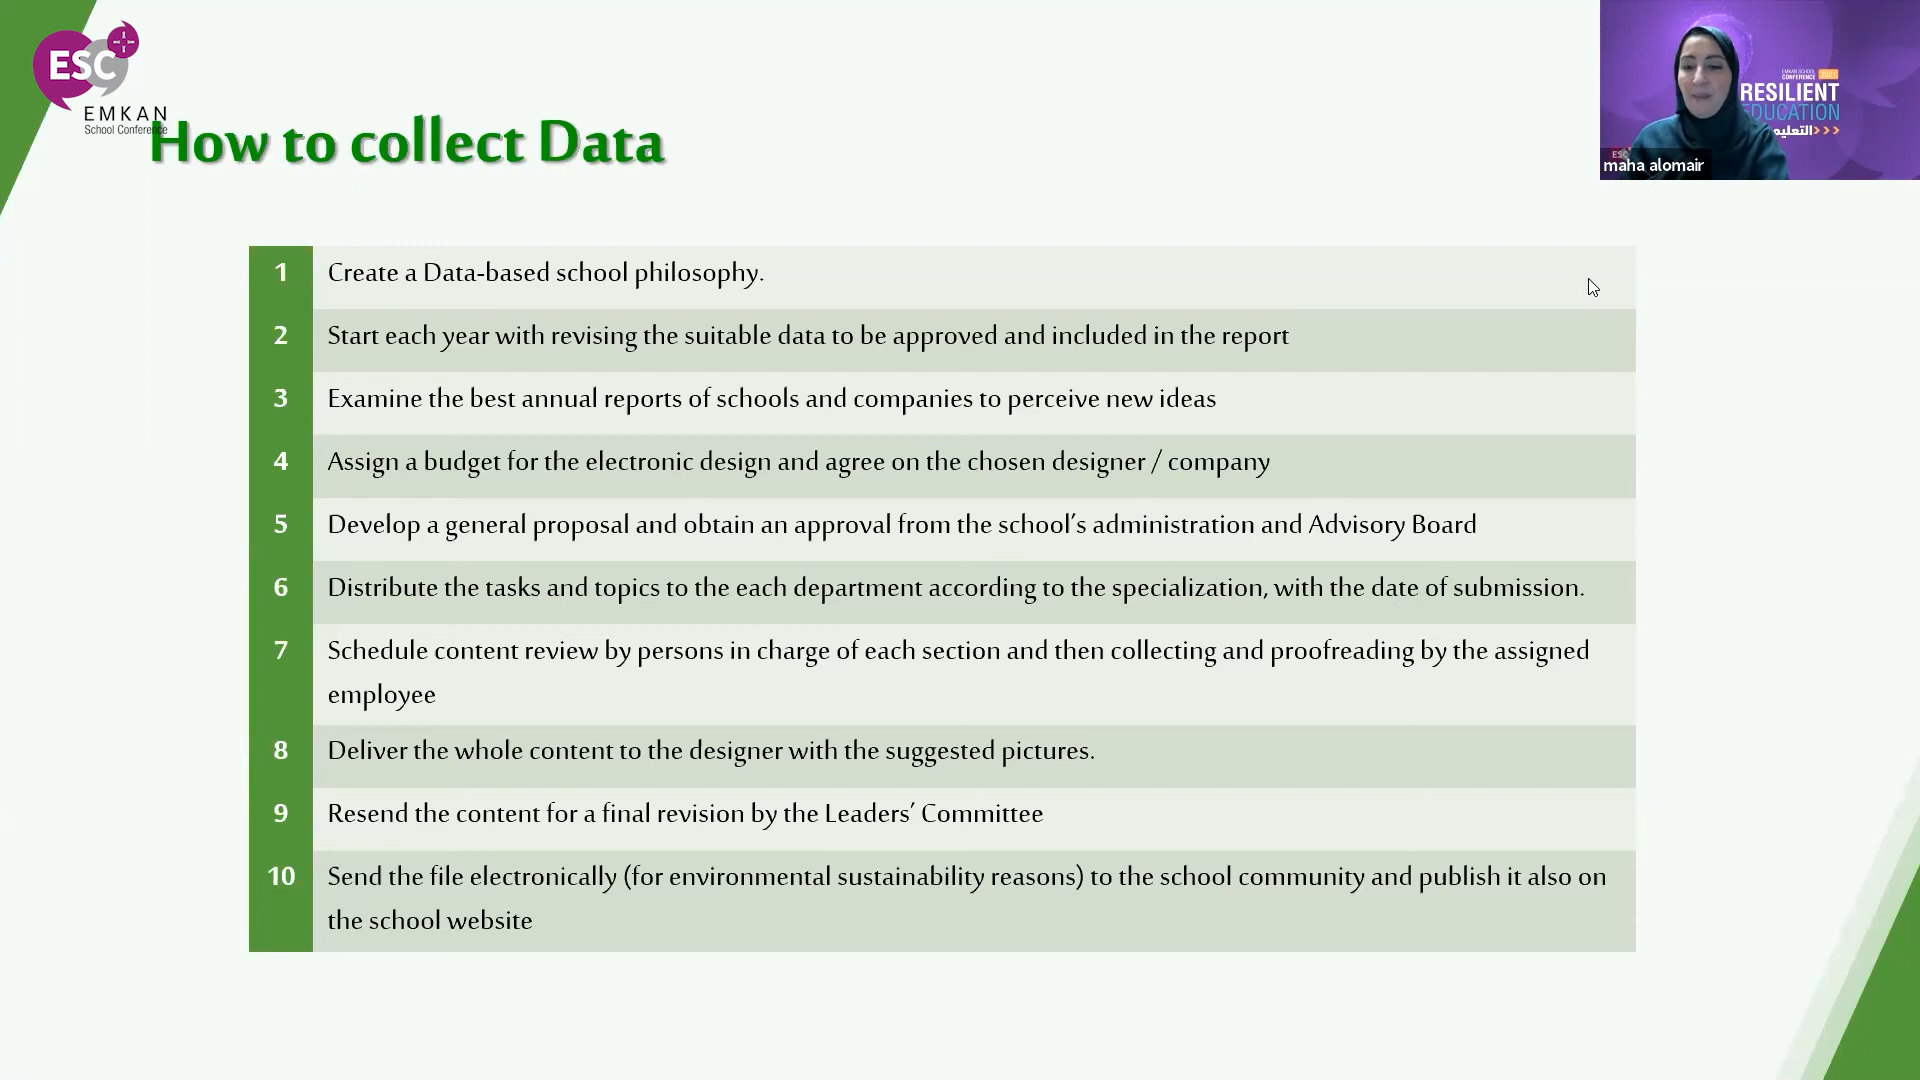 ESC
EMKAN
School Conference
How to collect Data
EMKAN SCHOOL
CONFERENCE 2021
RESILIENT
EDUCATION
التعليم >>>
ESC
maha alomair
1 Create a Data-based school philosophy.
2 Start each year with revising the suitable data to be approved and included in the report
3 Examine the best annual reports of schools and companies to perceive new ideas
4 Assign a budget for the electronic design and agree on the chosen designer / company
5 Develop a general proposal and obtain an approval from the school’s administration and Advisory Board
6 Distribute the tasks and topics to the each department according to the specialization, with the date of submission.
7 Schedule content review by persons in charge of each section and then collecting and proofreading by the assigned
employee
8 Deliver the whole content to the designer with the suggested pictures.
9 Resend the content for a final revision by the Leaders’ Committee
10 Send the file electronically (for environmental sustainability reasons) to the school community and publish it also on
the school website